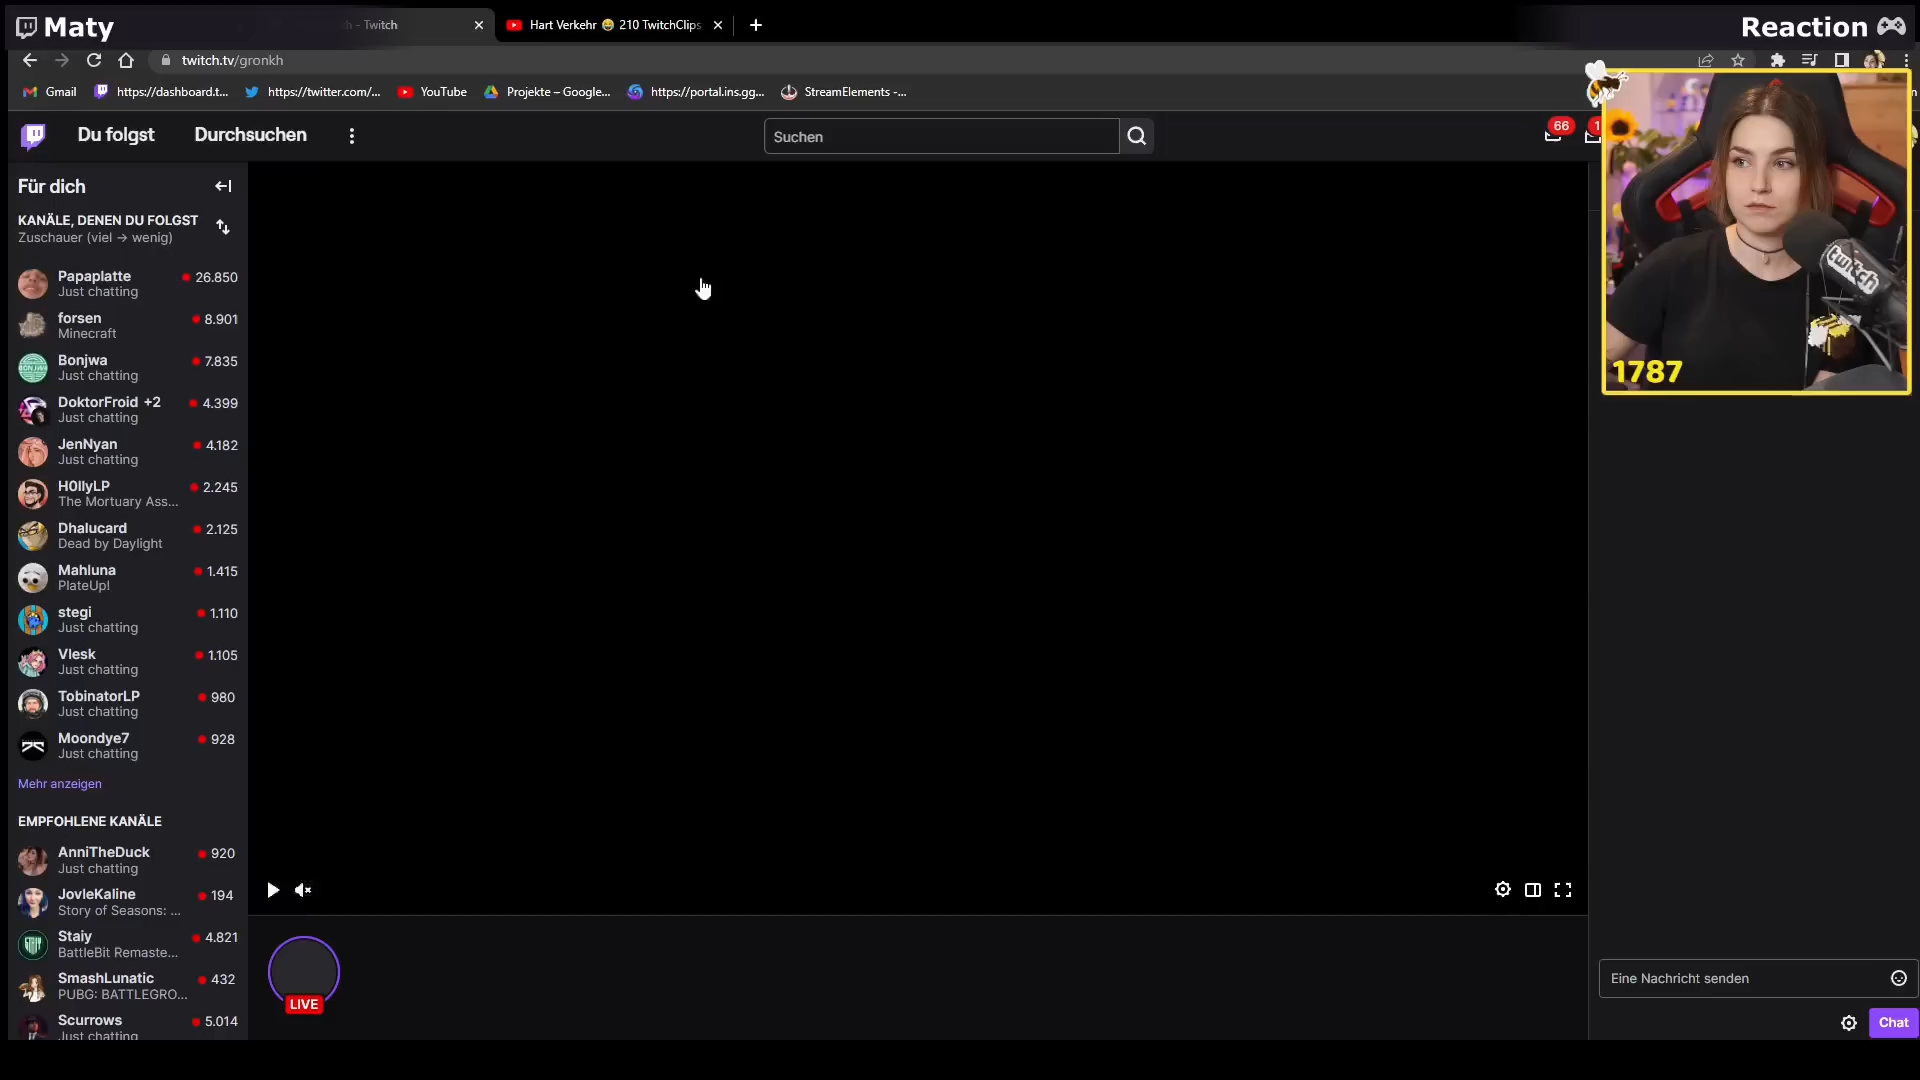 Maty
h - Twitch
Hart Verkehr 😂 210 TwitchClips
Reaction
twitch.tv/gronkh
Gmail
https://dashboard.t...
https://twitter.com/...
YouTube
Projekte – Google...
https://portal.ins.gg...
StreamElements -...
Du folgst
Durchsuchen
Suchen
66
1
Für dich
KANÄLE, DENEN DU FOLGST
Zuschauer (viel → wenig)
Papaplatte
26.850
Just chatting
forsen
8.901
Minecraft
Bonjwa
7.835
Just chatting
DoktorFroid +2
4.399
Just chatting
JenNyan
4.182
Just chatting
H0llyLP
2.245
The Mortuary Ass...
Dhalucard
2.125
Dead by Daylight
Mahluna
1.415
PlateUp!
stegi
1.110
Just chatting
Vlesk
1.105
Just chatting
TobinatorLP
980
Just chatting
Moondye7
928
Just chatting
Mehr anzeigen
EMPFOHLENE KANÄLE
AnniTheDuck
920
Just chatting
JovleKaline
194
Story of Seasons: ...
Staiy
4.821
BattleBit Remaste...
SmashLunatic
432
PUBG: BATTLEGRO...
Scurrows
5.014
Just chatting
twitch
1787
LIVE
Eine Nachricht senden
Chat